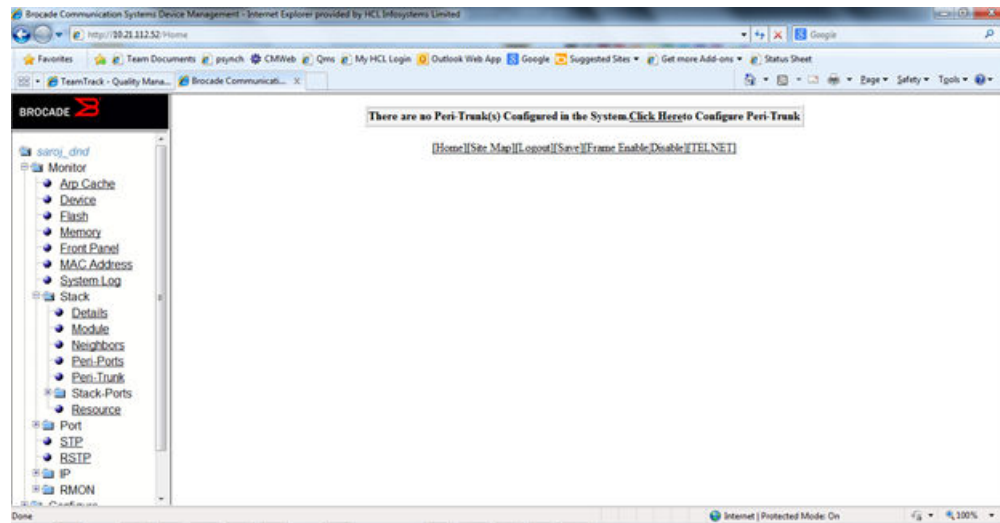 Brocade Communication Systems Device Management - Internet Explorer provided by HCL Infosystems Limited
http://10.21.112.52/Home
Google
Favorites Team Documents psynch CMWeb Qms My HCL Login Outlook Web App Google Suggested Sites Get more Add-ons Status Sheet
TeamTrack - Quality Mana... Brocade Communicati... X
Page Safety Tools
BROCADE
There are no Peri-Trunk(s) Configured in the System.Click Hereto Configure Peri-Trunk
[Home][Site Map][Logout][Save][Frame Enable|Disable][TELNET]
saroj_dnd
Monitor
Arp Cache
Device
Flash
Memory
Front Panel
MAC Address
System Log
Stack
Details
Module
Neighbors
Peri-Ports
Peri-Trunk
Stack-Ports
Resource
Port
STP
RSTP
IP
RMON
Configure
Done
Internet | Protected Mode: On
100%